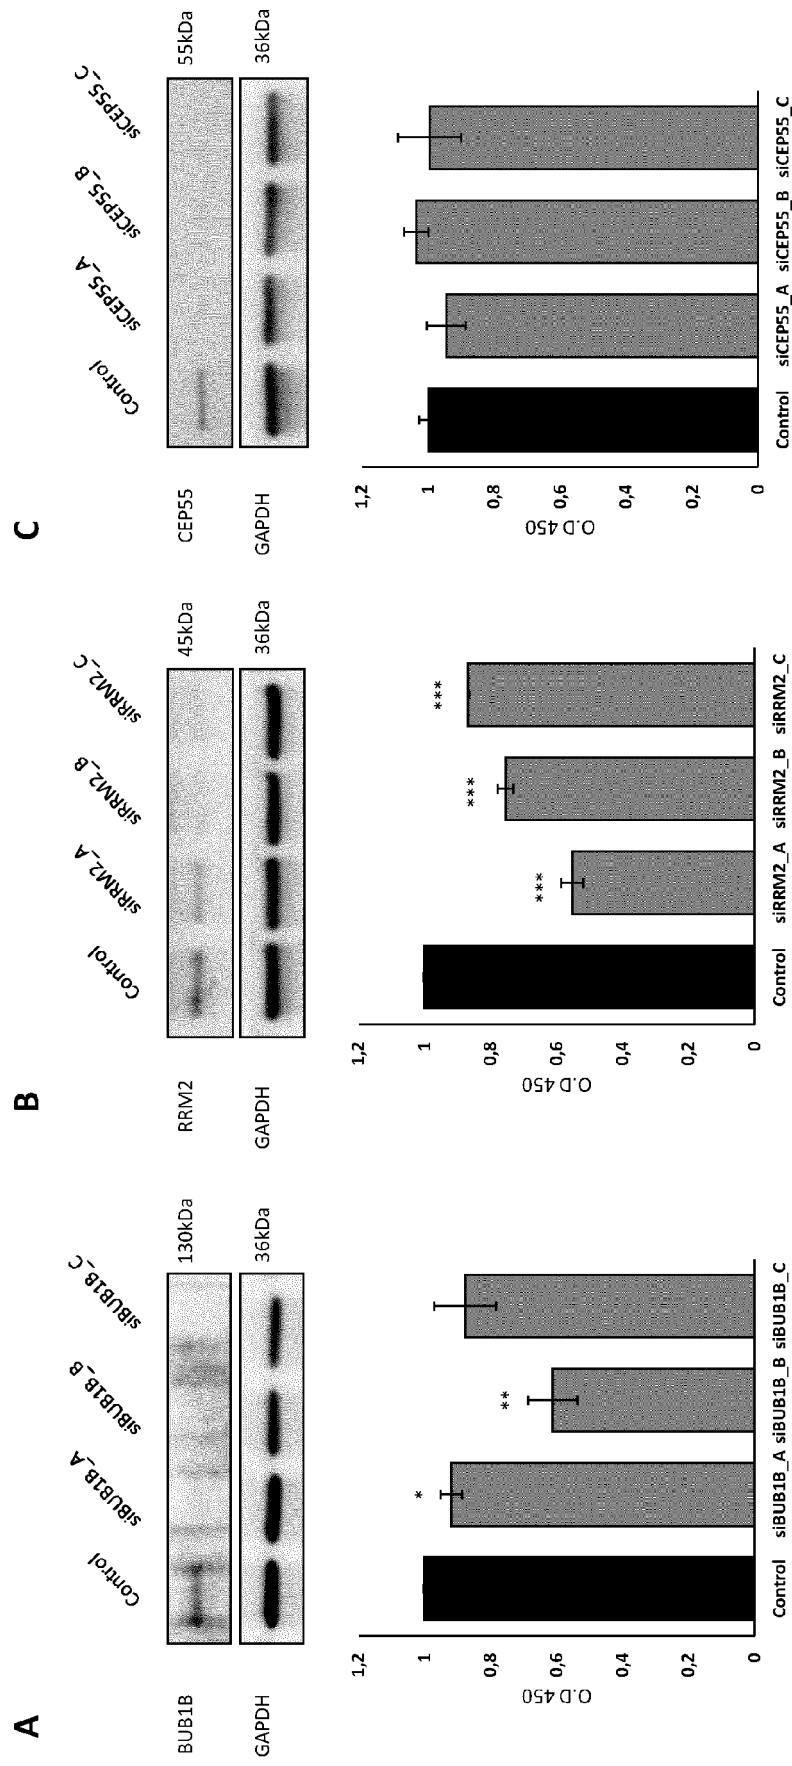 A
Control siBUB1B_A siBUB1B_B siBUB1B_C
BUB1B 130kDa
GAPDH 36kDa
1,2
1
0,8
0,6
0,4
0,2
0
O.D 450
*
**
Control siBUB1B_A siBUB1B_B siBUB1B_C
B
Control siRRM2_A siRRM2_B siRRM2_C
RRM2 45kDa
GAPDH 36kDa
1,2
1
0,8
0,6
0,4
0,2
0
O.D 450
***
***
***
Control siRRM2_A siRRM2_B siRRM2_C
C
Control siCEP55_A siCEP55_B siCEP55_C
CEP55 55kDa
GAPDH 36kDa
1,2
1
0,8
0,6
0,4
0,2
0
O.D 450
Control siCEP55_A siCEP55_B siCEP55_C